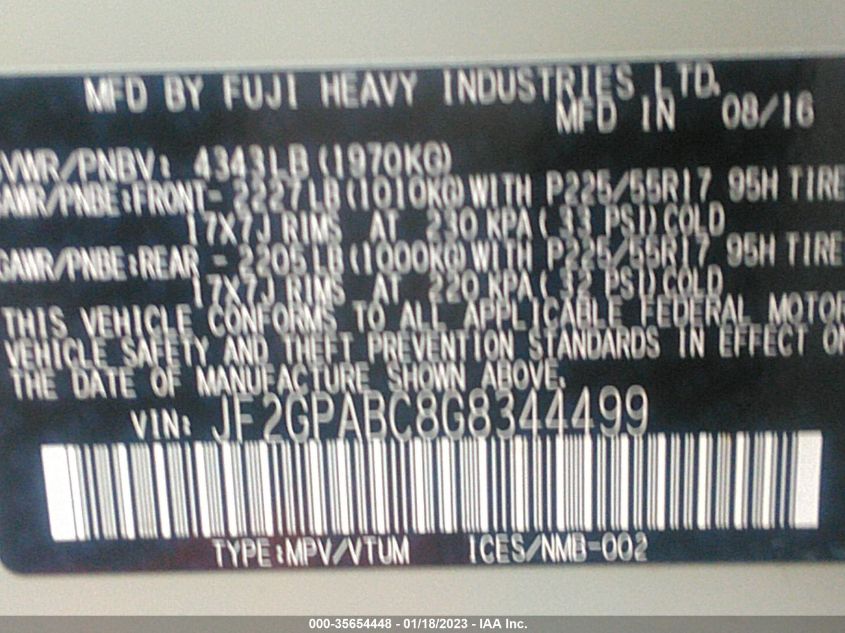 MFD BY FUJI HEAVY INDUSTRIES LTD.
MFD IN 08/16
GVWR/PNBV: 4343LB(1970KG)
GAWR/PNBE:FRONT- 2227LB(1010KG)WITH P225/55R17 95H TIRE
17X7J RIMS AT 230 KPA( 33 PSI)COLD
GAWR/PNBE:REAR - 2205LB(1000KG)WITH P225/55R17 95H TIRE
17X7J RIMS AT 220 KPA( 32 PSI)COLD
THIS VEHICLE CONFORMS TO ALL APPLICABLE FEDERAL MOTOR
VEHICLE SAFETY AND THEFT PREVENTION STANDARDS IN EFFECT ON
THE DATE OF MANUFACTURE SHOWN ABOVE.
VIN: JF2GPABC8G8344499
TYPE:MPV/VTUM ICES/NMB-002
000-35654448 - 01/18/2023 - IAA Inc.